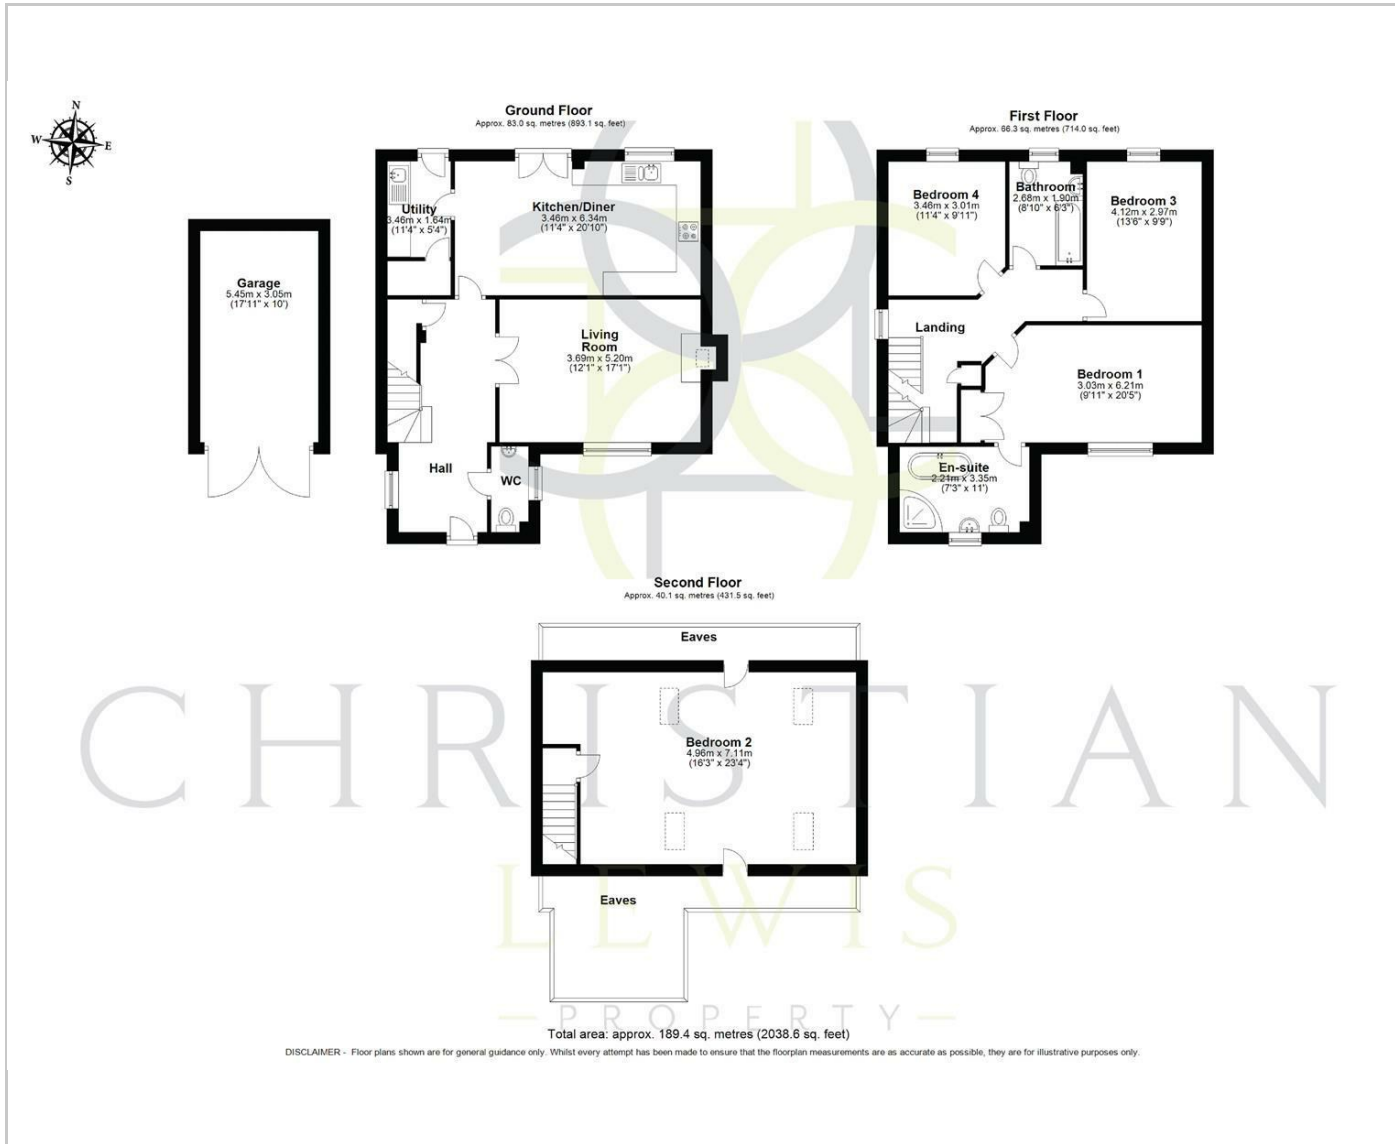 N
W
E
S
Ground Floor
Approx. 83.0 sq. metres (893.1 sq. feet)
Utility
3.46m x 1.64m
(11'4" x 5'4")
Kitchen/Diner
3.46m x 6.34m
(11'4" x 20'10")
Garage
5.45m x 3.05m
(17'11" x 10')
Living
Room
3.69m x 5.20m
(12'1" x 17'1")
Hall
WC
First Floor
Approx. 66.3 sq. metres (714.0 sq. feet)
Bedroom 4
3.46m x 3.01m
(11'4" x 9'11")
Bathroom
2.68m x 1.90m
(8'10" x 6'3")
Bedroom 3
4.12m x 2.97m
(13'6" x 9'9")
Landing
Bedroom 1
3.03m x 6.21m
(9'11" x 20'5")
En-suite
2.21m x 3.35m
(7'3" x 11')
Second Floor
Approx. 40.1 sq. metres (431.5 sq. feet)
Eaves
Bedroom 2
4.96m x 7.11m
(16'3" x 23'4")
Eaves
CHRISTIAN
LEWIS
PROPERTY
Total area: approx. 189.4 sq. metres (2038.6 sq. feet)
DISCLAIMER - Floor plans shown are for general guidance only. Whilst every attempt has been made to ensure that the floorplan measurements are as accurate as possible, they are for illustrative purposes only.